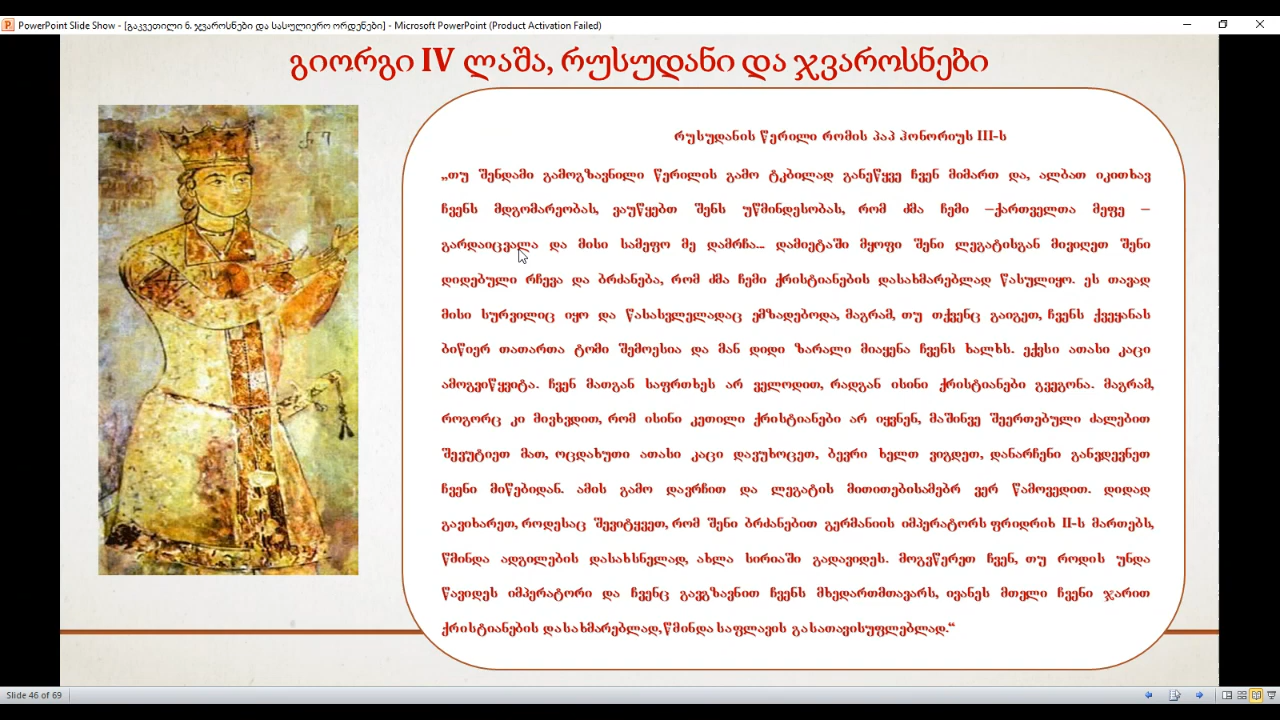 PowerPoint Slide Show - [გაკვეთილი 6. ჯვაროსნები და სასულიერო ორდენები] - Microsoft PowerPoint (Product Activation Failed)
გიორგი IV ლაშა, რუსუდანი და ჯვაროსნები
რუსუდანის წერილი რომის პაპ ჰონორიუს III-ს
„თუ შენდამი გამოგზავნილი წერილის გამო ტკბილად განეწყვე ჩვენ მიმართ და, ალბათ იკითხავ
ჩვენს მდგომარეობას, ვაუწყებთ შენს უწმინდესობას, რომ ძმა ჩემი –ქართველთა მეფე –
გარდაიცვალა და მისი სამეფო მე დამრჩა... დამიეტაში მყოფი შენი ლეგატისგან მივიღეთ შენი
დიდებული რჩევა და ბრძანება, რომ ძმა ჩემი ქრისტიანების დასახმარებლად წასულიყო. ეს თავად
მისი სურვილიც იყო და წასასვლელადაც ემზადებოდა, მაგრამ, თუ თქვენც გაიგეთ, ჩვენს ქვეყანას
ბიწიერ თათართა ტომი შემოესია და მან დიდი ზარალი მიაყენა ჩვენს ხალხს. ექვსი ათასი კაცი
ამოგვიწყვიტა. ჩვენ მათგან საფრთხეს არ ველოდით, რადგან ისინი ქრისტიანები გვეგონა. მაგრამ,
როგორც კი მივხვდით, რომ ისინი კეთილი ქრისტიანები არ იყვნენ, მაშინვე შეერთებული ძალებით
შევუტიეთ მათ, ოცდახუთი ათასი კაცი დავუხოცეთ, ბევრი ხელთ ვიგდეთ, დანარჩენი განვდევნეთ
ჩვენი მიწებიდან. ამის გამო დავრჩით და ლეგატის მითითებისამებრ ვერ წამოვედით. დიდად
გავიხარეთ, როდესაც შევიტყვეთ, რომ შენი ბრძანებით გერმანიის იმპერატორს ფრიდრიხ II-ს მართებს,
წმინდა ადგილების დასახსნელად, ახლა სირიაში გადავიდეს. მოგვწერეთ ჩვენ, თუ როდის უნდა
წავიდეს იმპერატორი და ჩვენც გავგზავნით ჩვენს მხედართმთავარს, ივანეს მთელი ჩვენი ჯარით
ქრისტიანების დასახმარებლად, წმინდა საფლავის გასათავისუფლებლად.“
Slide 46 of 69